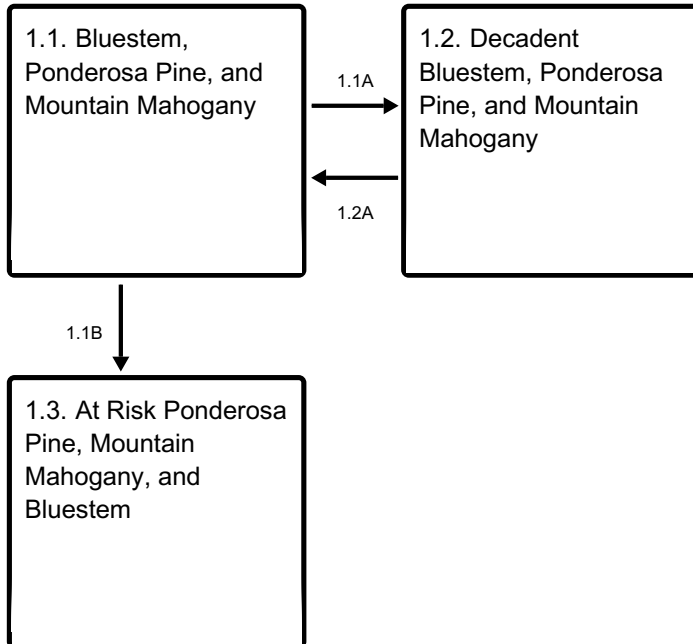 1.1. Bluestem,
Ponderosa Pine, and
Mountain Mahogany
1.1A
1.2. Decadent
Bluestem, Ponderosa
Pine, and Mountain
Mahogany
1.2A
1.1B
1.3. At Risk Ponderosa
Pine, Mountain
Mahogany, and
Bluestem